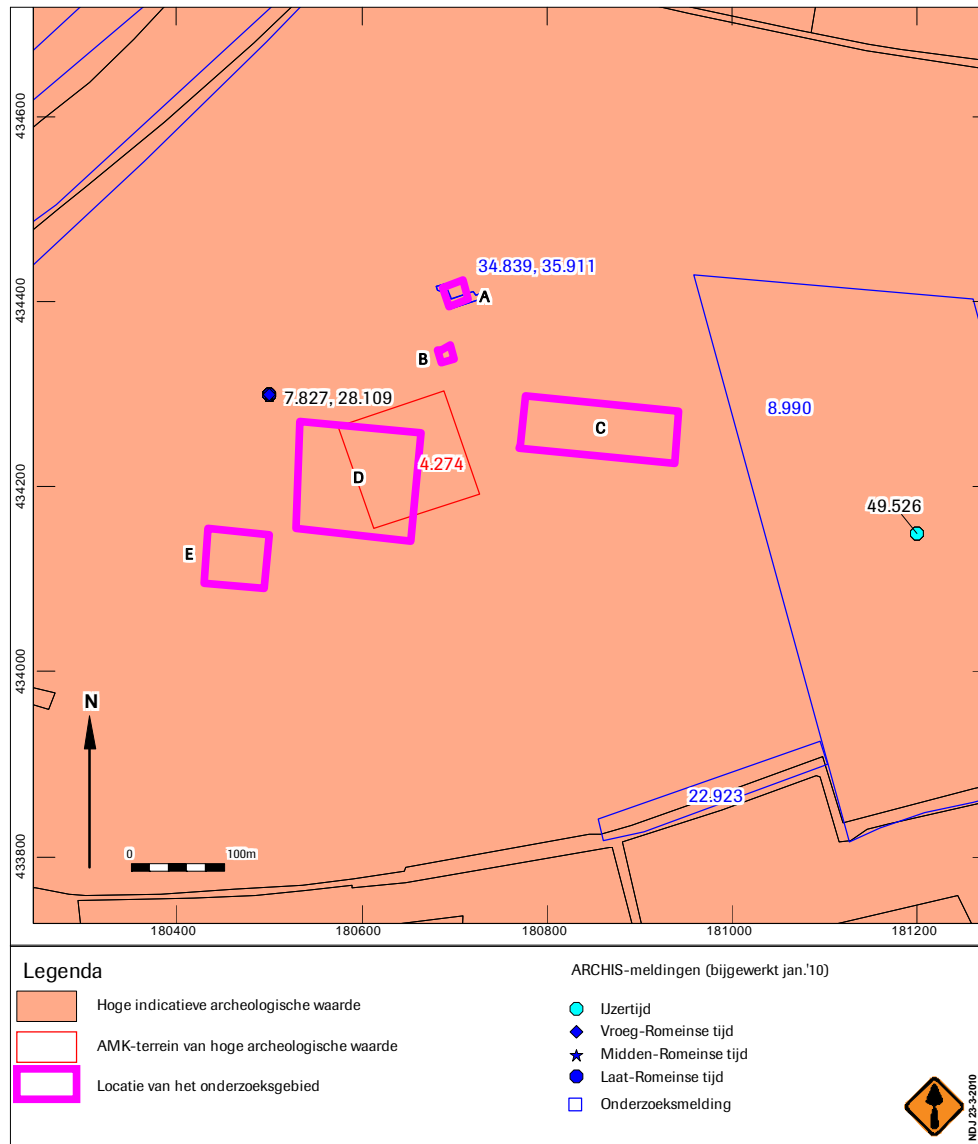 434600
34.839, 35.911
A
434400
B
7.827, 28.109
8.990
C
4.274
D
434200
49.526
E
434000
N
22.923
0 100m
433800
180400 180600 180800 181000 181200
Legenda
Hoge indicatieve archeologische waarde
AMK-terrein van hoge archeologische waarde
Locatie van het onderzoeksgebied
ARCHIS-meldingen (bijgewerkt jan.'10)
IJzertijd
Vroeg-Romeinse tijd
Midden-Romeinse tijd
Laat-Romeinse tijd
Onderzoeksmelding
NDJ 23-3-2010